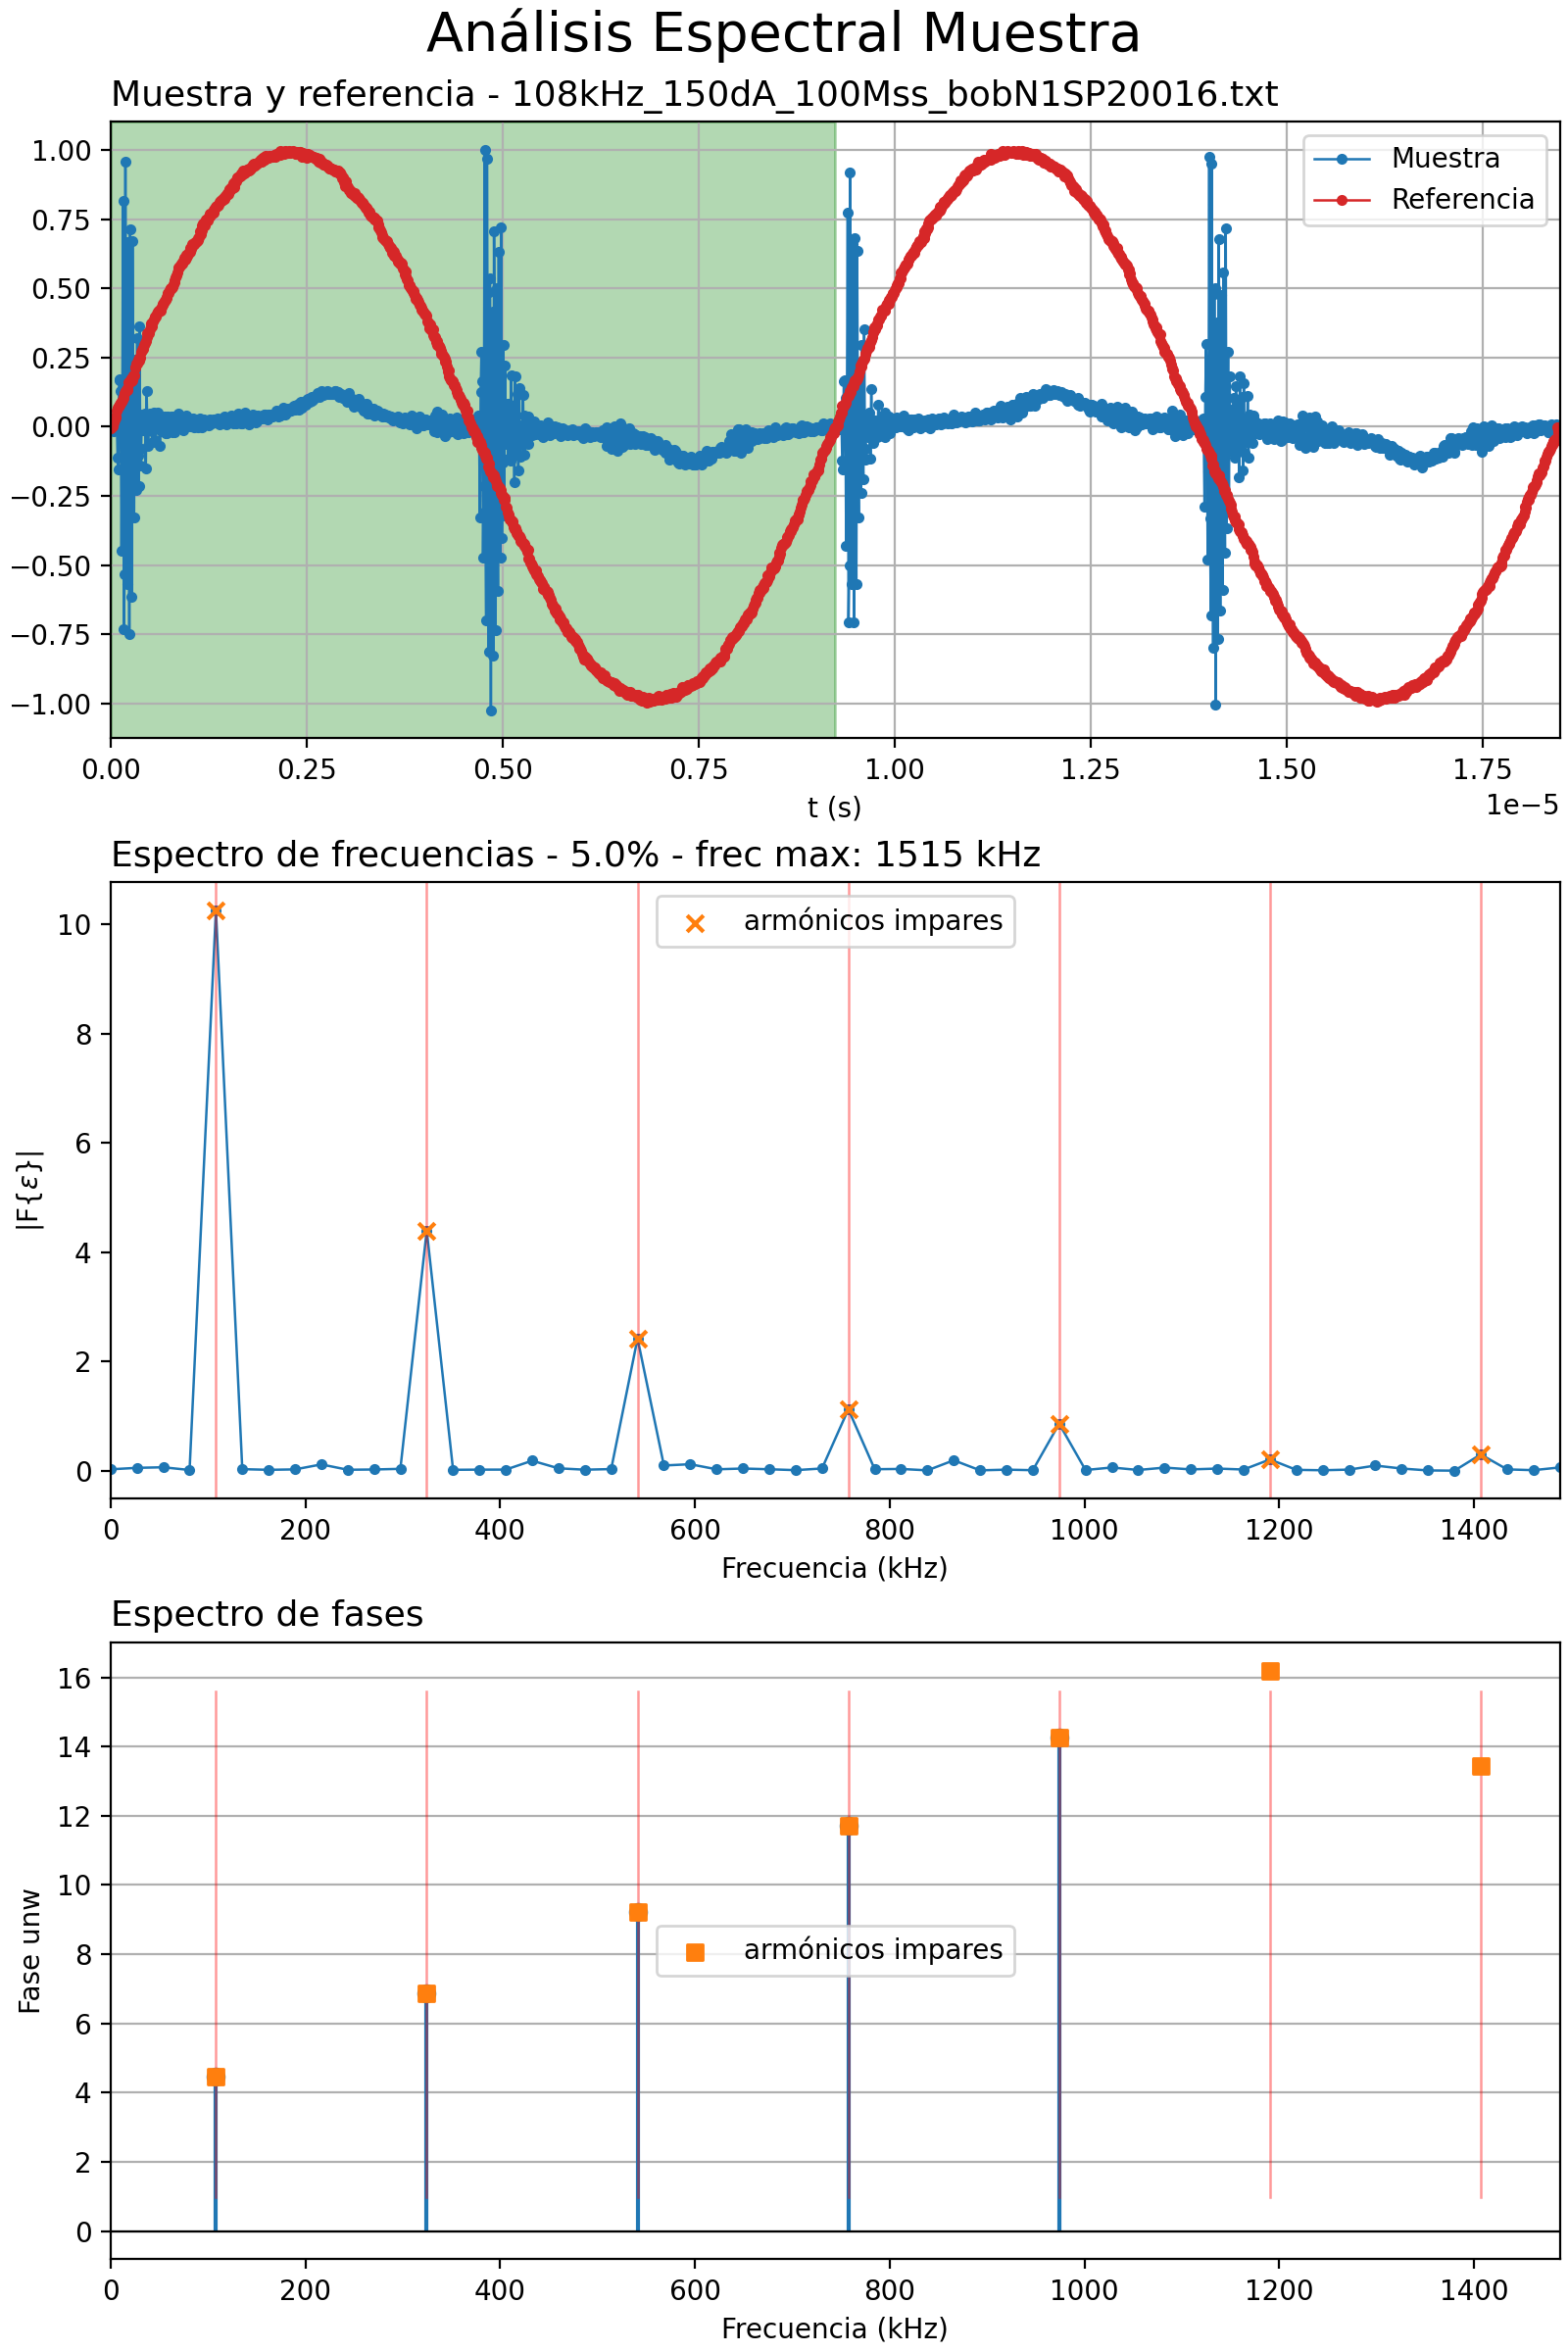 Análisis Espectral Muestra
Muestra y referencia - 108kHz_150dA_100Mss_bobN1SP20016.txt
1.00
0.75
0.50
0.25
0.00
−0.25
−0.50
−0.75
−1.00
Muestra
Referencia
0.00 0.25 0.50 0.75 1.00 1.25 1.50 1.75
t (s)
1e−5
Espectro de frecuencias - 5.0% - frec max: 1515 kHz
10
8
6
4
2
0
|F{ε}|
armónicos impares
0 200 400 600 800 1000 1200 1400
Frecuencia (kHz)
Espectro de fases
16
14
12
10
8
6
4
2
0
Fase unw
armónicos impares
0 200 400 600 800 1000 1200 1400
Frecuencia (kHz)